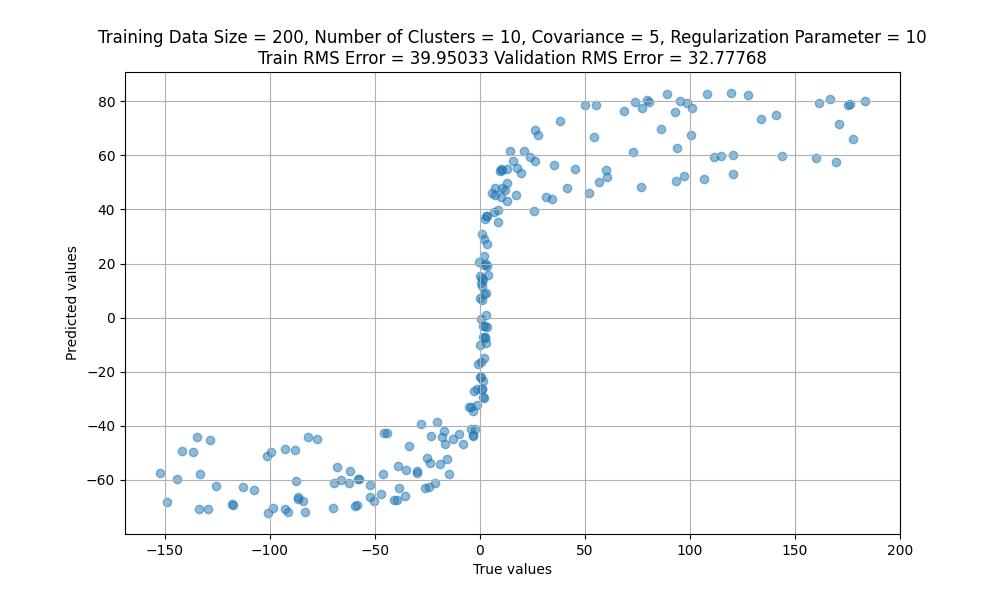 Training Data Size = 200, Number of Clusters = 10, Covariance = 5, Regularization Parameter = 10
Train RMS Error = 39.95033 Validation RMS Error = 32.77768
80
60
40
20
0
−20
−40
−60
Predicted values
−150 −100 −50 0 50 100 150 200
True values